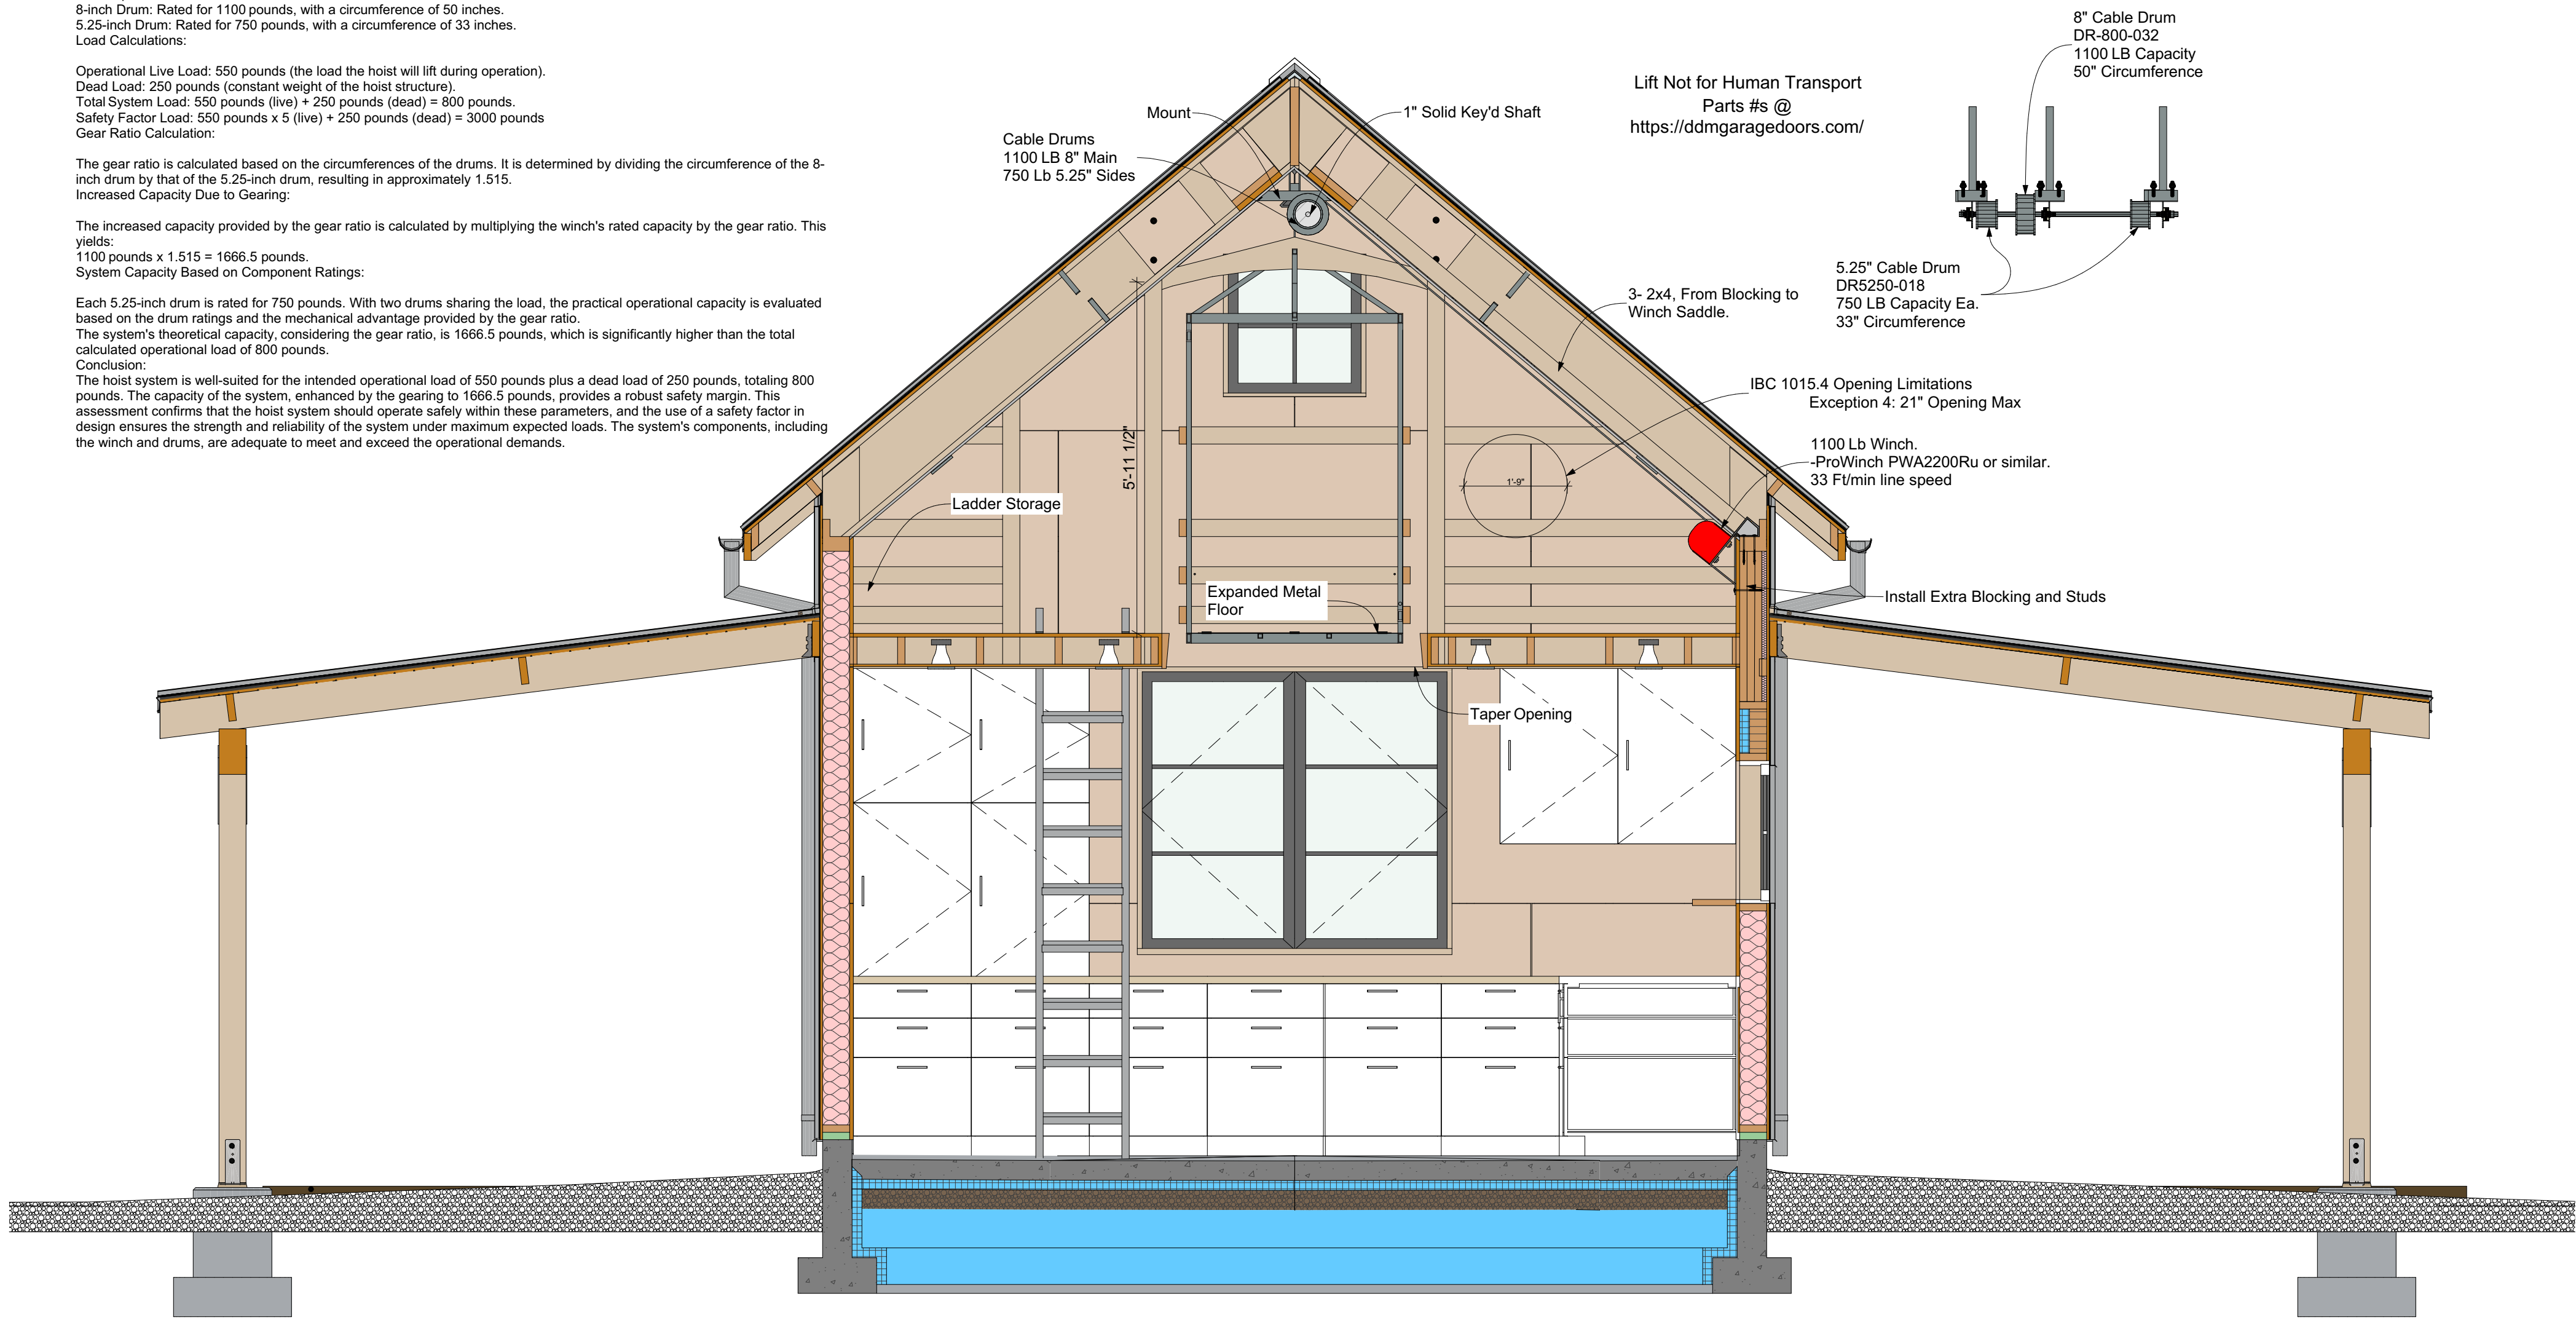 8-inch Drum: Rated for 1100 pounds, with a circumference of 50 inches.
5.25-inch Drum: Rated for 750 pounds, with a circumference of 33 inches.
Load Calculations:
Operational Live Load: 550 pounds (the load the hoist will lift during operation).
Dead Load: 250 pounds (constant weight of the hoist structure).
Total System Load: 550 pounds (live) + 250 pounds (dead) = 800 pounds.
Safety Factor Load: 550 pounds x 5 (live) + 250 pounds (dead) = 3000 pounds
Gear Ratio Calculation:
The gear ratio is calculated based on the circumferences of the drums. It is determined by dividing the circumference of the 8-
inch drum by that of the 5.25-inch drum, resulting in approximately 1.515.
Increased Capacity Due to Gearing:
The increased capacity provided by the gear ratio is calculated by multiplying the winch's rated capacity by the gear ratio. This
yields:
1100 pounds x 1.515 = 1666.5 pounds.
System Capacity Based on Component Ratings:
Each 5.25-inch drum is rated for 750 pounds. With two drums sharing the load, the practical operational capacity is evaluated
based on the drum ratings and the mechanical advantage provided by the gear ratio.
The system's theoretical capacity, considering the gear ratio, is 1666.5 pounds, which is significantly higher than the total
calculated operational load of 800 pounds.
Conclusion:
The hoist system is well-suited for the intended operational load of 550 pounds plus a dead load of 250 pounds, totaling 800
pounds. The capacity of the system, enhanced by the gearing to 1666.5 pounds, provides a robust safety margin. This
assessment confirms that the hoist system should operate safely within these parameters, and the use of a safety factor in
design ensures the strength and reliability of the system under maximum expected loads. The system's components, including
the winch and drums, are adequate to meet and exceed the operational demands.
Mount
1" Solid Key'd Shaft
Cable Drums
1100 LB 8" Main
750 Lb 5.25" Sides
Lift Not for Human Transport
Parts #s @
https://ddmgaragedoors.com/
8" Cable Drum
DR-800-032
1100 LB Capacity
50" Circumference
5.25" Cable Drum
DR5250-018
750 LB Capacity Ea.
33" Circumference
3- 2x4, From Blocking to
Winch Saddle.
IBC 1015.4 Opening Limitations
Exception 4: 21" Opening Max
1100 Lb Winch.
-ProWinch PWA2200Ru or similar.
33 Ft/min line speed
5'-11 1/2"
1'-9"
Ladder Storage
Expanded Metal
Floor
Install Extra Blocking and Studs
Taper Opening